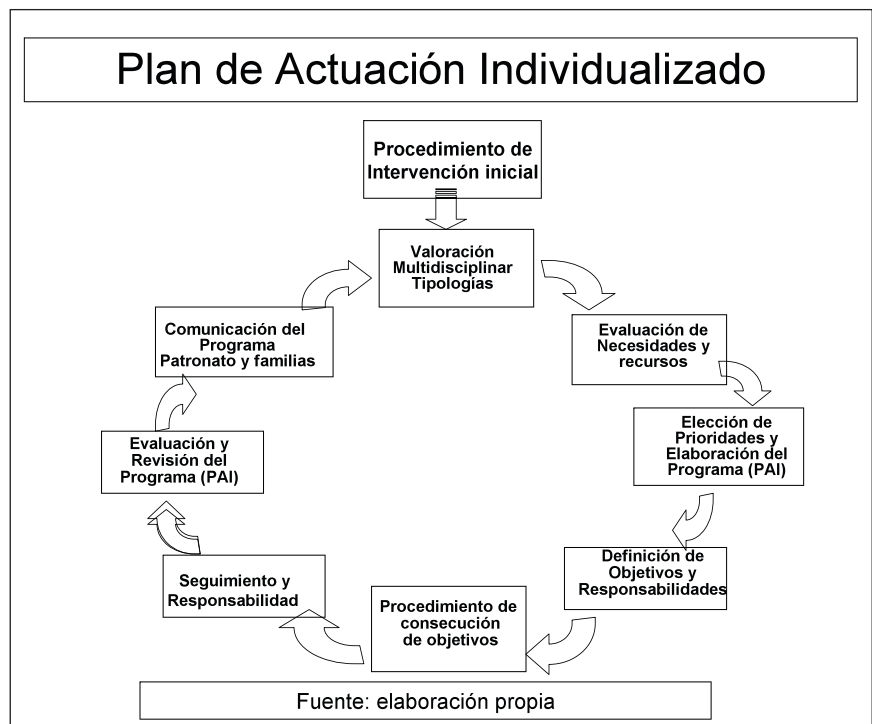 Plan de Actuación Individualizado
Procedimiento de
Intervención inicial
Valoración
Multidisciplinar
Tipologías
Evaluación de
Necesidades y
recursos
Elección de
Prioridades y
Elaboración del
Programa (PAI)
Definición de
Objetivos y
Responsabilidades
Procedimiento de
consecución
de objetivos
Seguimiento y
Responsabilidad
Evaluación y
Revisión del
Programa (PAI)
Comunicación del
Programa
Patronato y familias
Fuente: elaboración propia